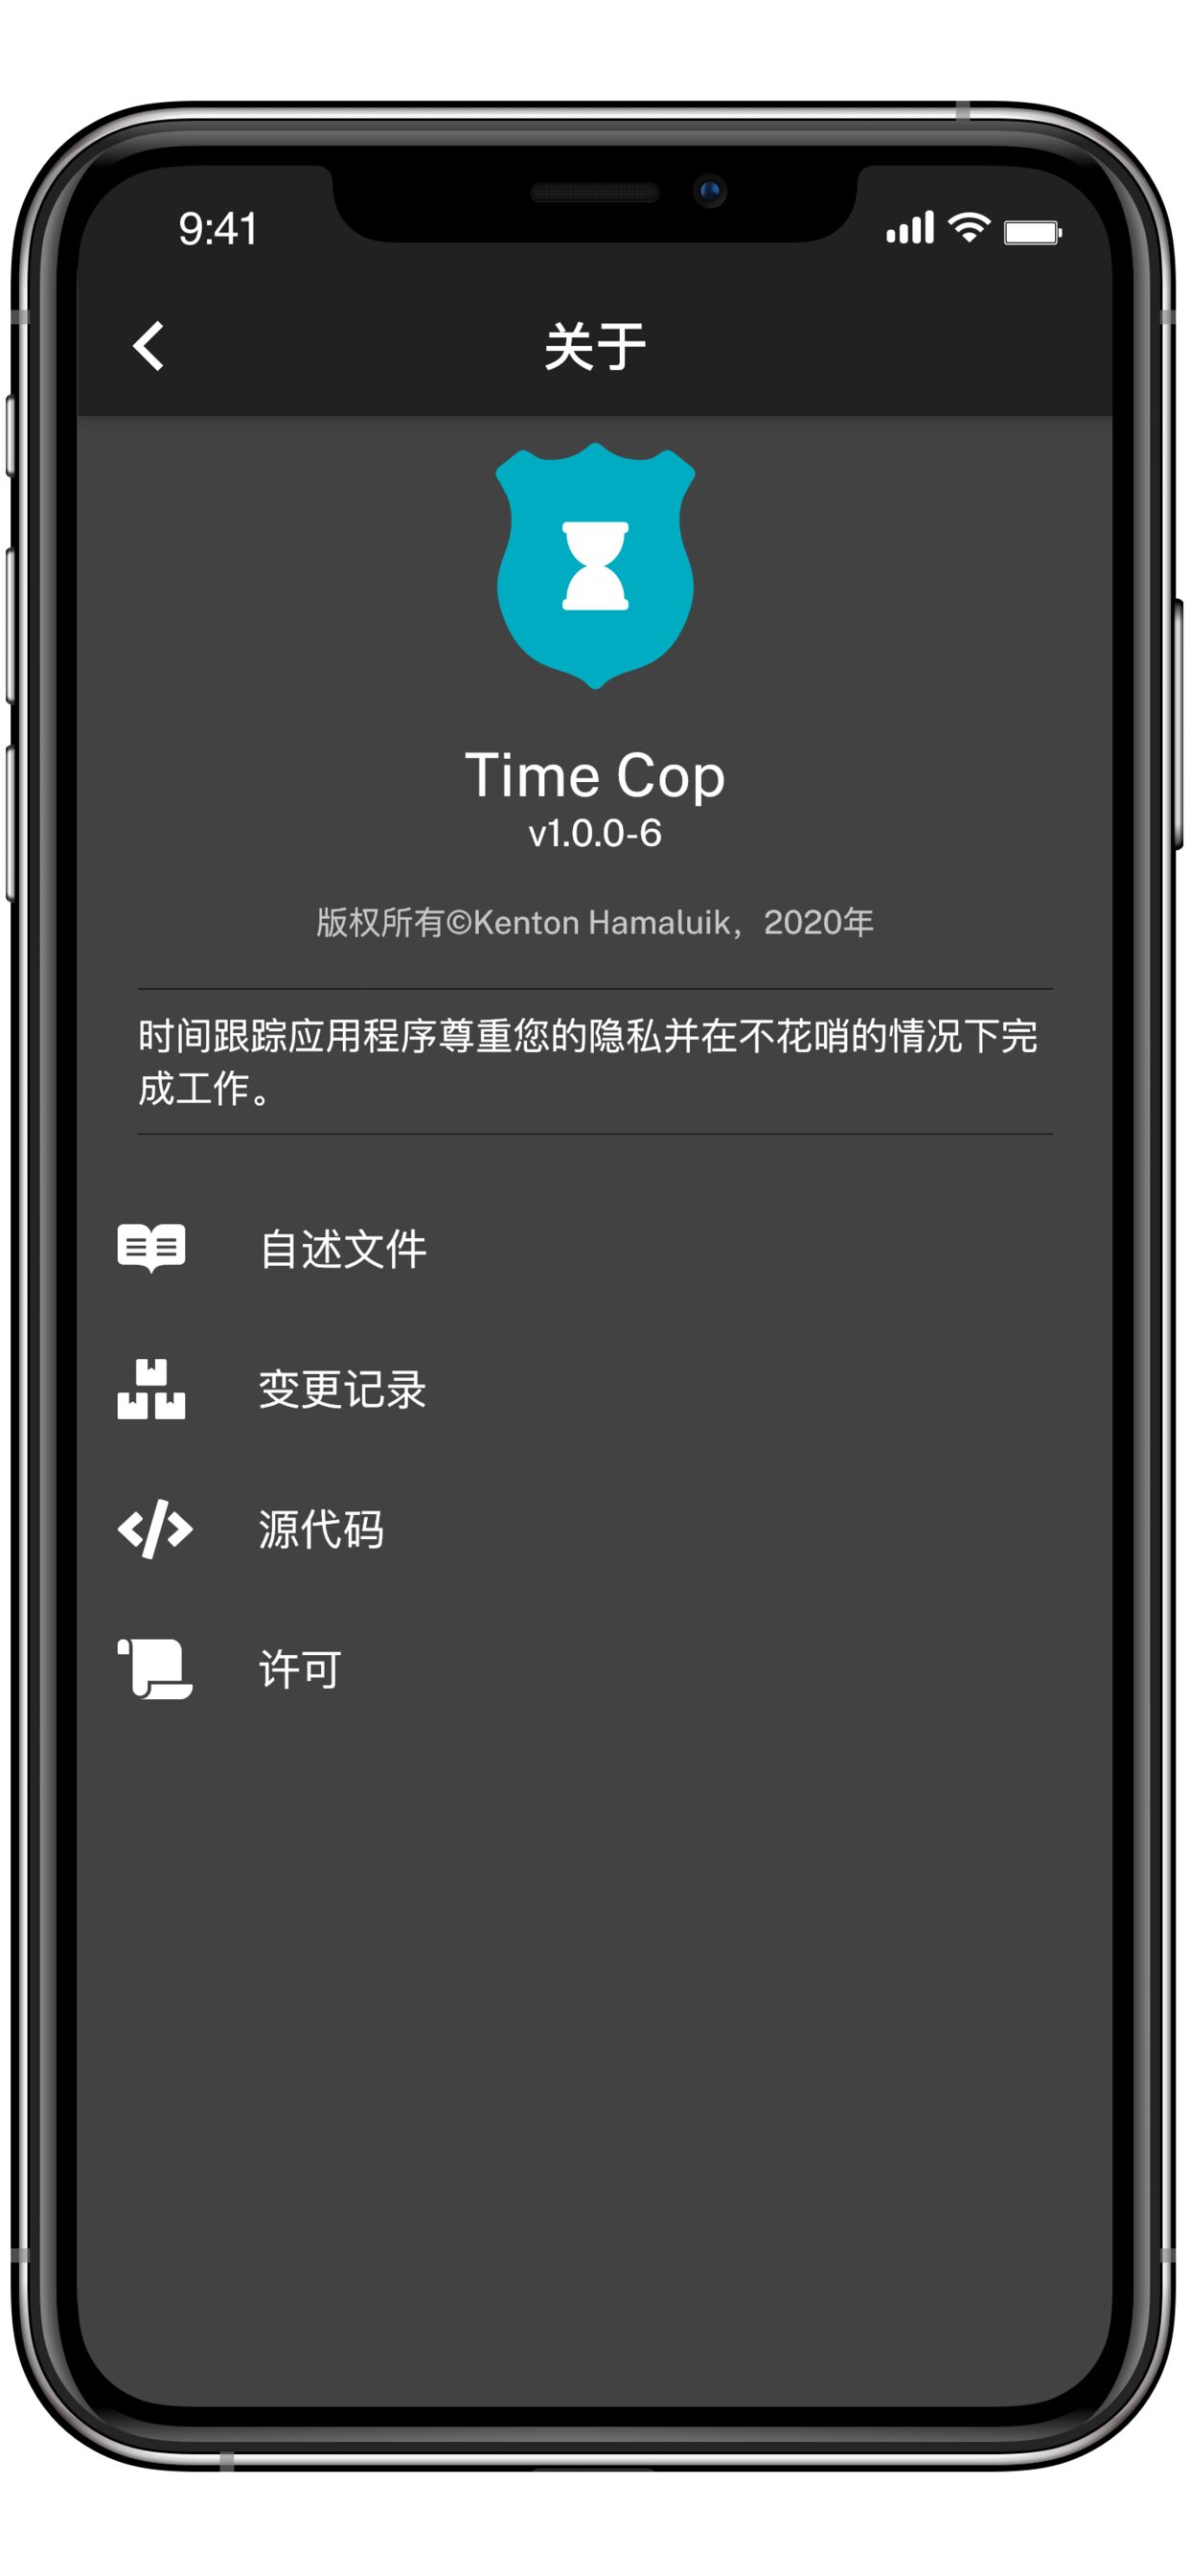 9:41
关于
Time Cop
v1.0.0-6
版权所有©Kenton Hamaluik，2020年
时间跟踪应用程序尊重您的隐私并在不花哨的情况下完
成工作。
自述文件
变更记录
源代码
许可